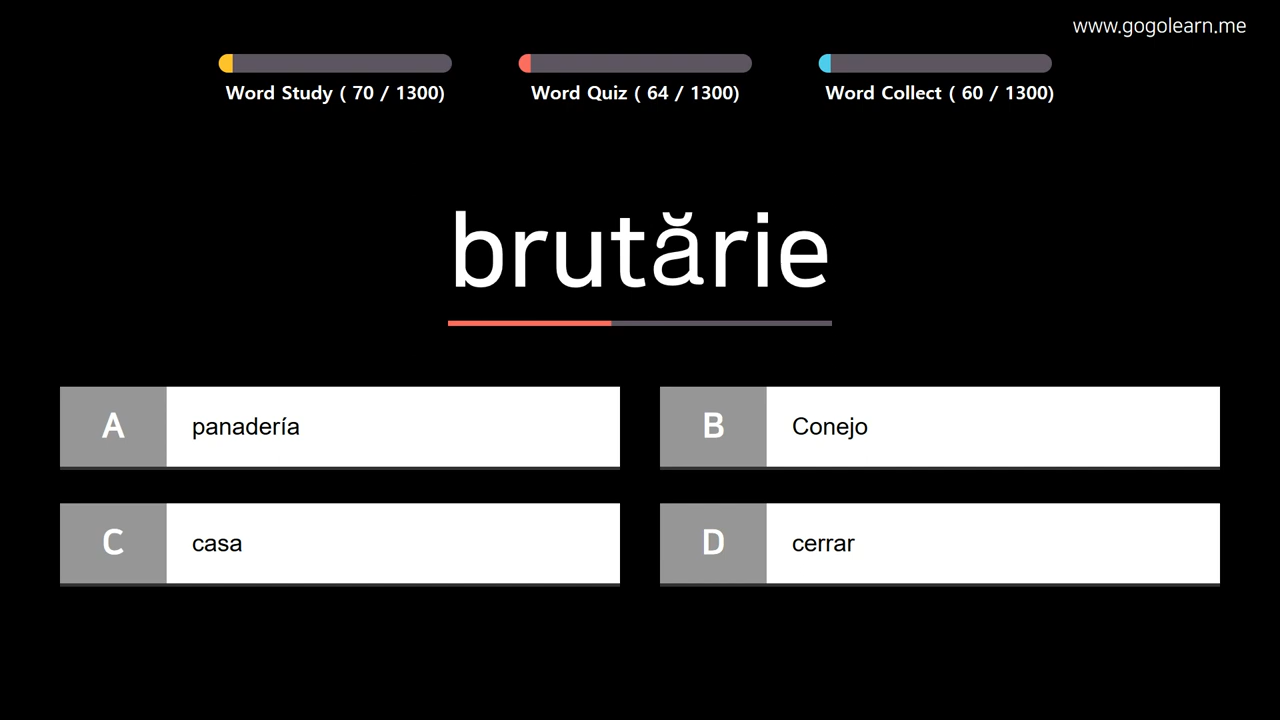 www.gogolearn.me
Word Study ( 70 / 1300)
Word Quiz ( 64 / 1300)
Word Collect ( 60 / 1300)
brutărie
A panadería
B Conejo
C casa
D cerrar